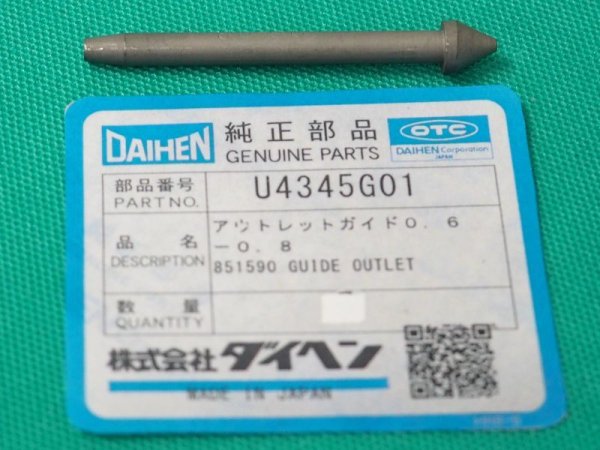 DAIHEN 純正部品 OTC
GENUINE PARTS DAIHEN Corporation
JAPAN
部品番号 U4345G01
PART NO.
アウトレットガイド0.6
品名 -0.8
DESCRIPTION 851590 GUIDE OUTLET
数量
QUANTITY
株式会社ダイヘン
MADE IN JAPAN